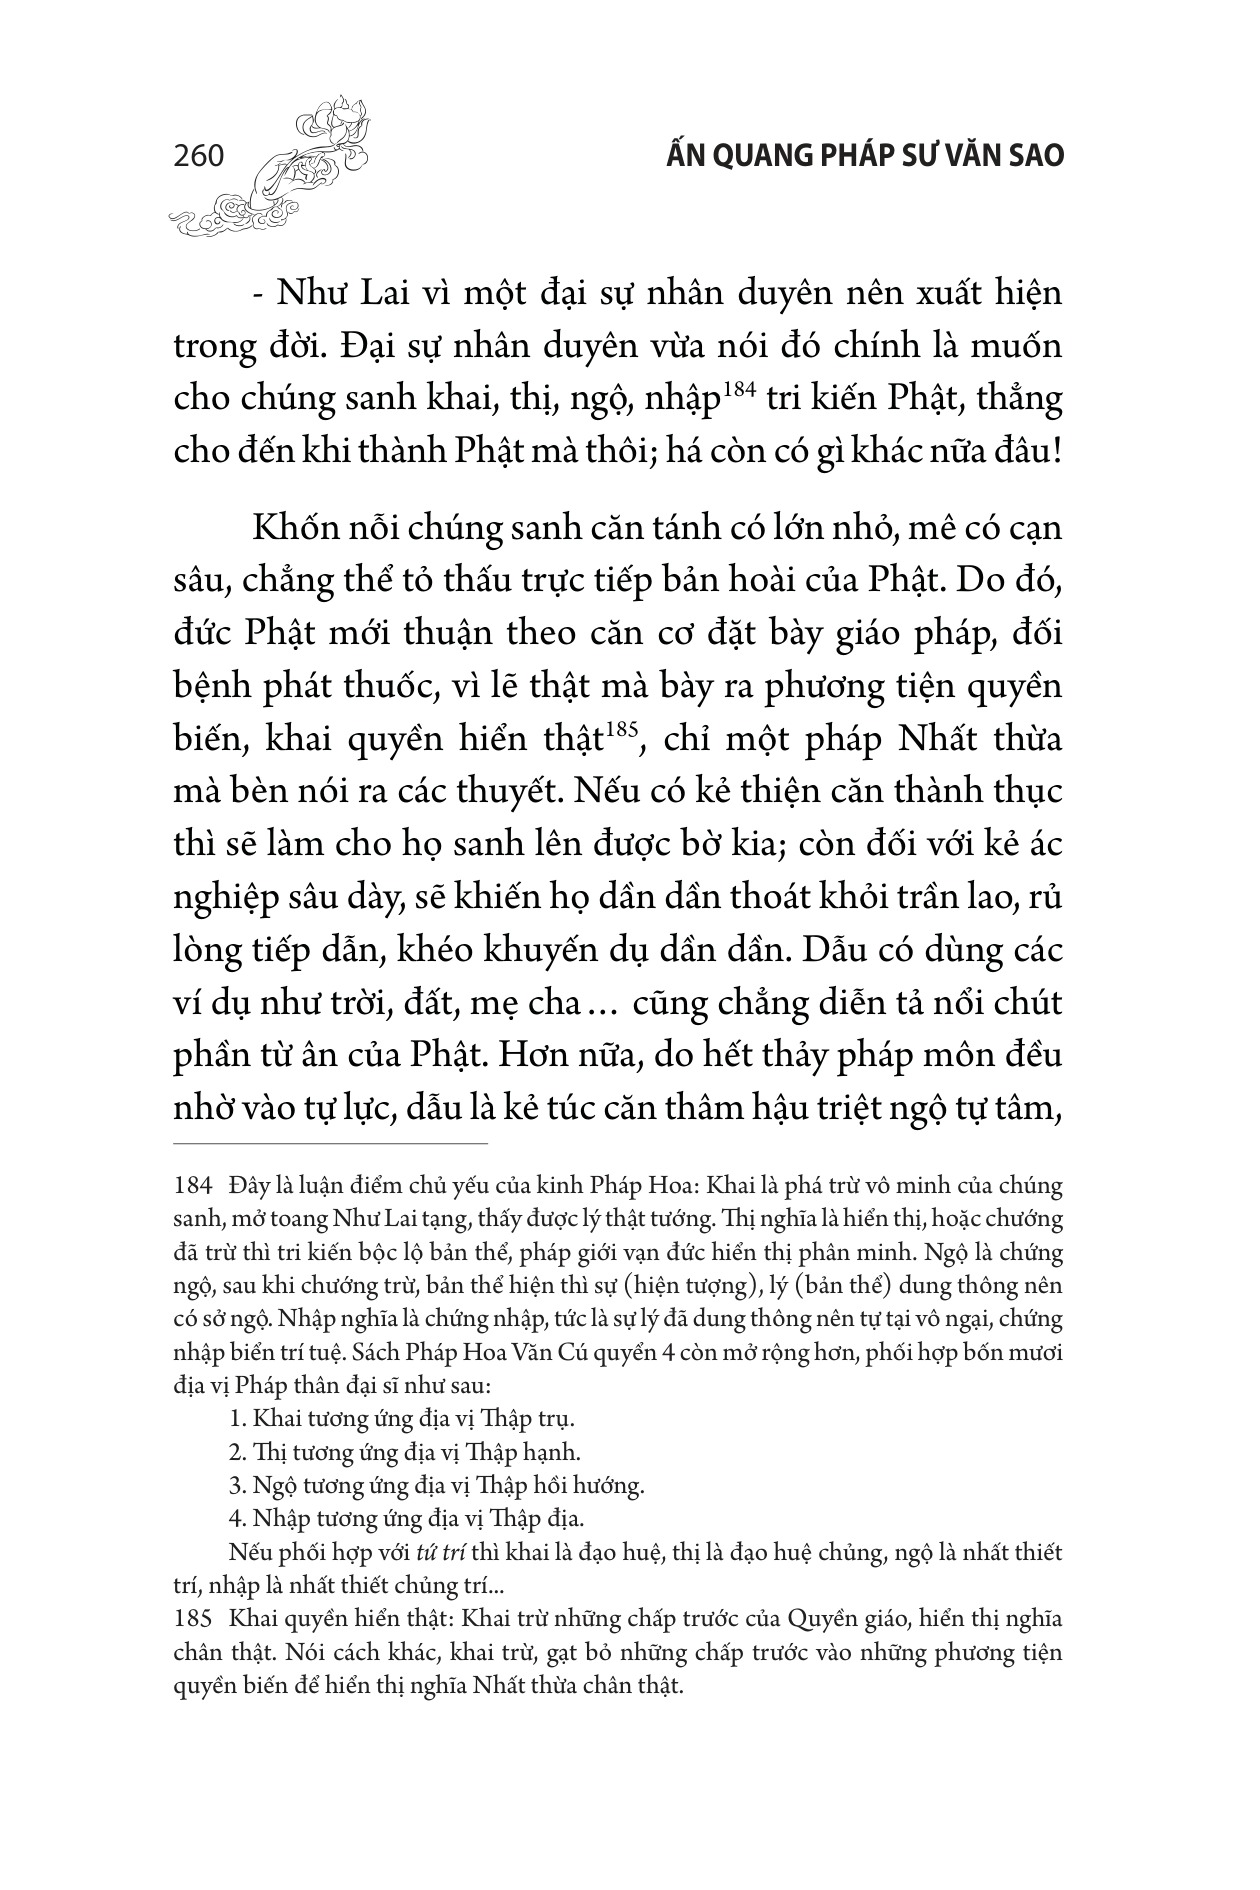 260
ẤN QUANG PHÁP SƯ VĂN SAO
- Như Lai vì một đại sự nhân duyên nên xuất hiện
trong đời. Đại sự nhân duyên vừa nói đó chính là muốn
cho chúng sanh khai, thị, ngộ, nhập184 tri kiến Phật, thẳng
cho đến khi thành Phật mà thôi; há còn có gì khác nữa đâu!
Khốn nỗi chúng sanh căn tánh có lớn nhỏ, mê có cạn
sâu, chẳng thể tỏ thấu trực tiếp bản hoài của Phật. Do đó,
đức Phật mới thuận theo căn cơ đặt bày giáo pháp, đối
bệnh phát thuốc, vì lẽ thật mà bày ra phương tiện quyền
biến, khai quyền hiển thật185, chỉ một pháp Nhất thừa
mà bèn nói ra các thuyết. Nếu có kẻ thiện căn thành thục
thì sẽ làm cho họ sanh lên được bờ kia; còn đối với kẻ ác
nghiệp sâu dày, sẽ khiến họ dần dần thoát khỏi trần lao, rủ
lòng tiếp dẫn, khéo khuyến dụ dần dần. Dẫu có dùng các
ví dụ như trời, đất, mẹ cha… cũng chẳng diễn tả nổi chút
phần từ ân của Phật. Hơn nữa, do hết thảy pháp môn đều
nhờ vào tự lực, dẫu là kẻ túc căn thâm hậu triệt ngộ tự tâm,
184 Đây là luận điểm chủ yếu của kinh Pháp Hoa: Khai là phá trừ vô minh của chúng
sanh, mở toang Như Lai tạng, thấy được lý thật tướng. Thị nghĩa là hiển thị, hoặc chướng
đã trừ thì tri kiến bộc lộ bản thể, pháp giới vạn đức hiển thị phân minh. Ngộ là chứng
ngộ, sau khi chướng trừ, bản thể hiện thì sự (hiện tượng), lý (bản thể) dung thông nên
có sở ngộ. Nhập nghĩa là chứng nhập, tức là sự lý đã dung thông nên tự tại vô ngại, chứng
nhập biển trí tuệ. Sách Pháp Hoa Văn Cú quyển 4 còn mở rộng hơn, phối hợp bốn mươi
địa vị Pháp thân đại sĩ như sau:
1. Khai tương ứng địa vị Thập trụ.
2. Thị tương ứng địa vị Thập hạnh.
3. Ngộ tương ứng địa vị Thập hồi hướng.
4. Nhập tương ứng địa vị Thập địa.
Nếu phối hợp với tứ trí thì khai là đạo huệ, thị là đạo huệ chủng, ngộ là nhất thiết
trí, nhập là nhất thiết chủng trí...
185 Khai quyền hiển thật: Khai trừ những chấp trước của Quyền giáo, hiển thị nghĩa
chân thật. Nói cách khác, khai trừ, gạt bỏ những chấp trước vào những phương tiện
quyền biến để hiển thị nghĩa Nhất thừa chân thật.